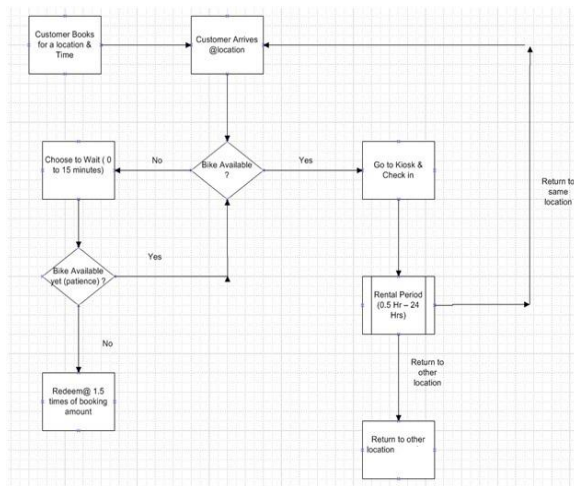 Customer Books
for a location &
Time
Customer Arrives
@location
Choose to Wait ( 0
to 15 minutes)
No
Bike Available
?
Yes
Go to Kiosk &
Check in
Return to
same
location
Bike Available
yet (patience) ?
Yes
Rental Period
(0.5 Hr – 24
Hrs)
No
Return to
other
location
Redeem@ 1.5
times of booking
amount
Return to other
location